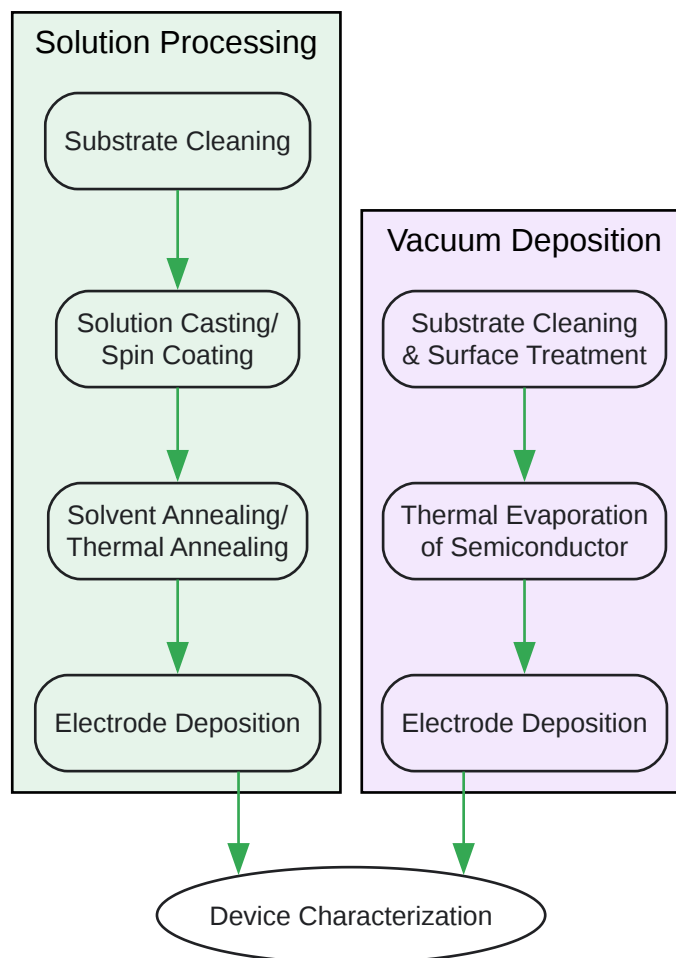 Solution Processing
Substrate Cleaning
Solution Casting/
Spin Coating
Solvent Annealing/
Thermal Annealing
Electrode Deposition
Vacuum Deposition
Substrate Cleaning
& Surface Treatment
Thermal Evaporation
of Semiconductor
Electrode Deposition
Device Characterization